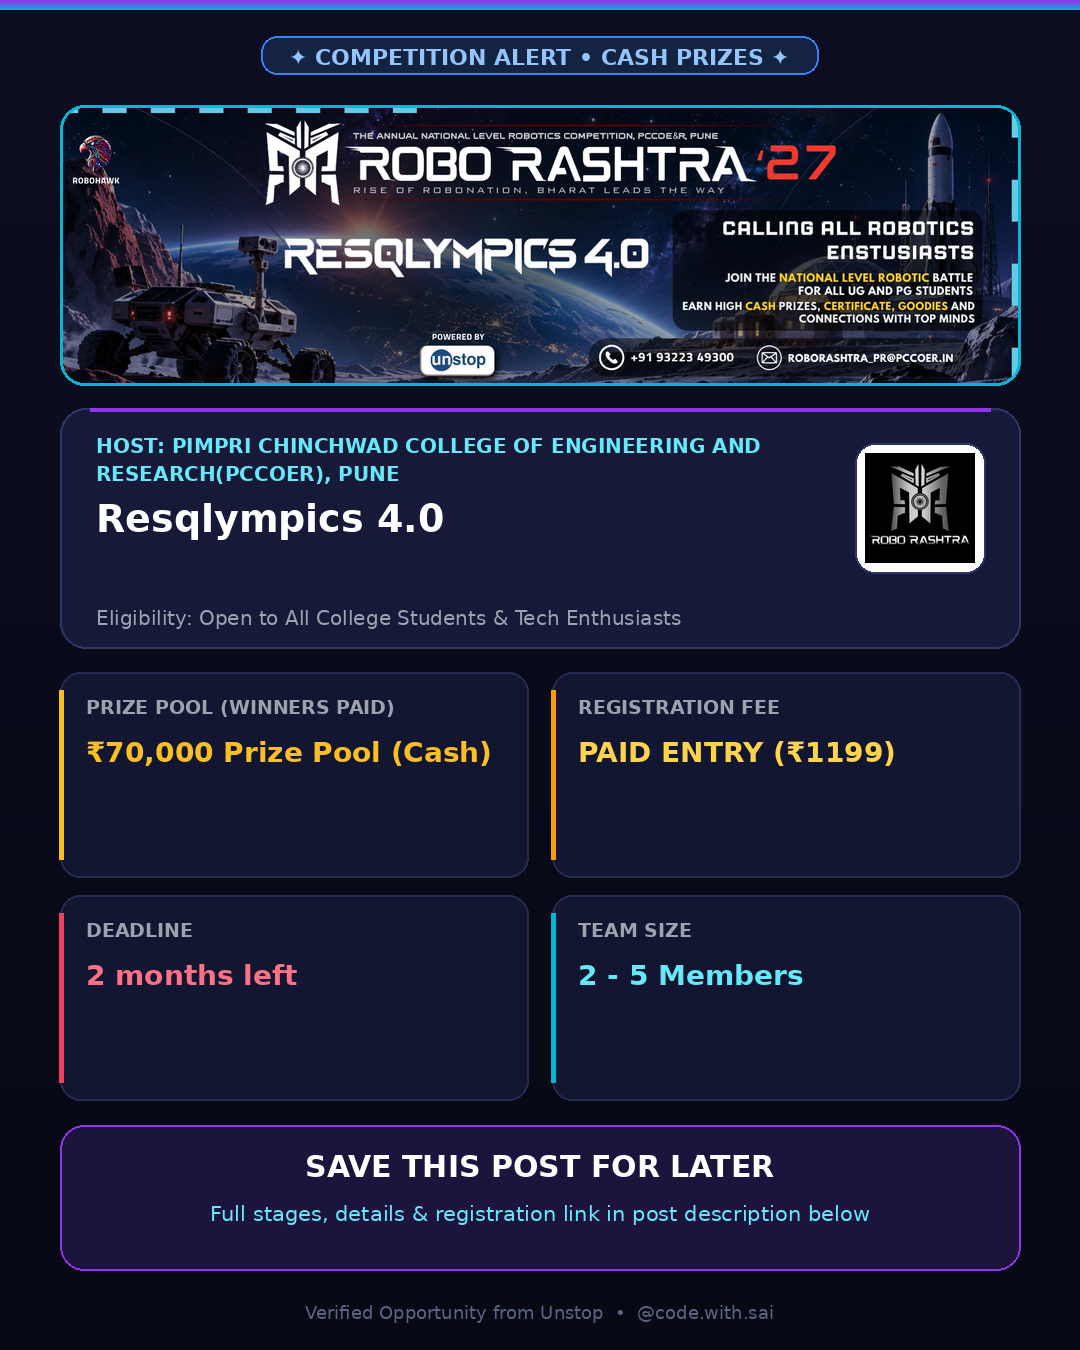 ✦ COMPETITION ALERT • CASH PRIZES ✦
ROBOHAWK
THE ANNUAL NATIONAL LEVEL ROBOTICS COMPETITION, PCCOE&R, PUNE
ROBO RASHTRA '27
RISE OF ROBONATION, BHARAT LEADS THE WAY
RESQLYMPICS 4.0
CALLING ALL ROBOTICS
ENSTUSIASTS
JOIN THE NATIONAL LEVEL ROBOTIC BATTLE
FOR ALL UG AND PG STUDENTS
EARN HIGH CASH PRIZES, CERTIFICATE, GOODIES AND
CONNECTIONS WITH TOP MINDS
POWERED BY
unstop
+91 93223 49300
ROBORASHTRA_PR@PCCOER.IN
HOST: PIMPRI CHINCHWAD COLLEGE OF ENGINEERING AND
RESEARCH(PCCOER), PUNE
Resqlympics 4.0
ROBO RASHTRA
Eligibility: Open to All College Students & Tech Enthusiasts
PRIZE POOL (WINNERS PAID)
₹70,000 Prize Pool (Cash)
REGISTRATION FEE
PAID ENTRY (₹1199)
DEADLINE
2 months left
TEAM SIZE
2 - 5 Members
SAVE THIS POST FOR LATER
Full stages, details & registration link in post description below
Verified Opportunity from Unstop • @code.with.sai